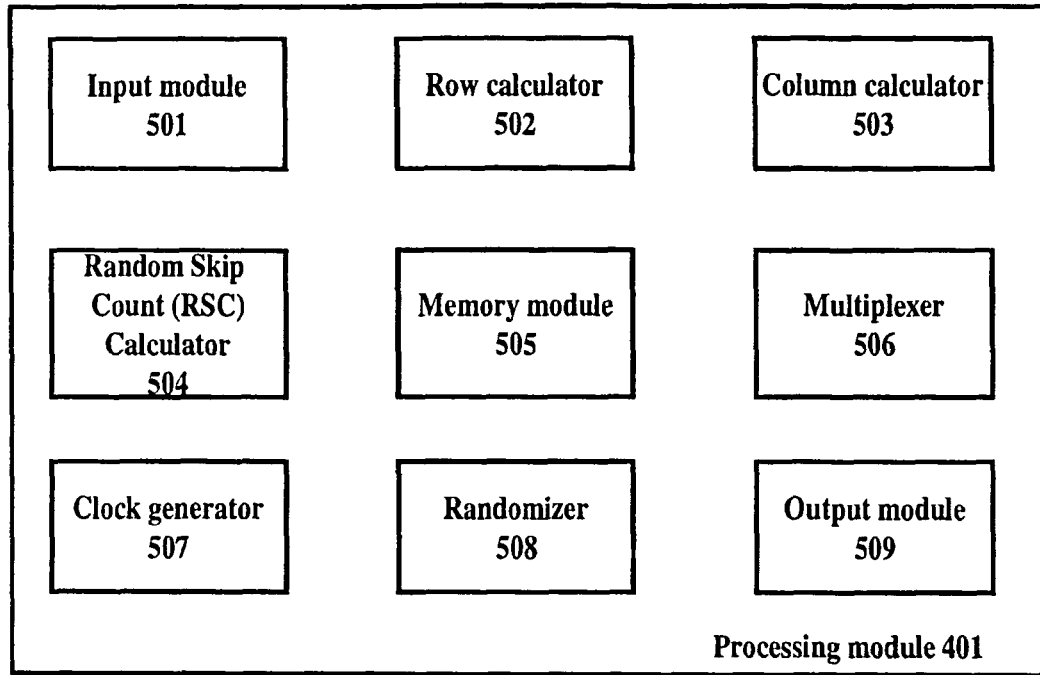 Input module
501
Row calculator
502
Column calculator
503
Random Skip
Count (RSC)
Calculator
504
Memory module
505
Multiplexer
506
Clock generator
507
Randomizer
508
Output module
509
Processing module 401